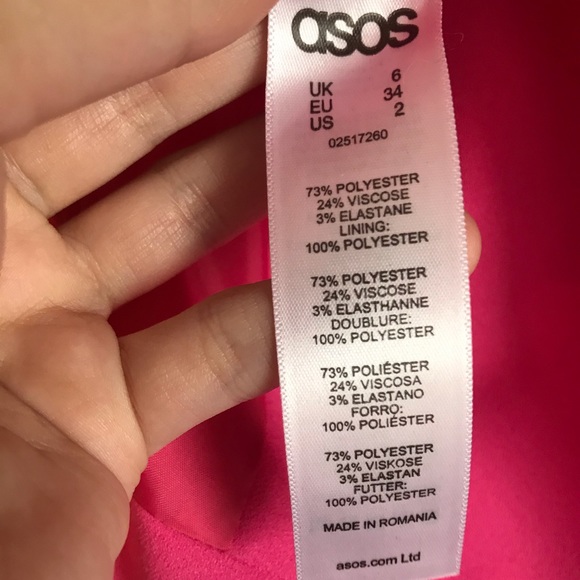 asos
UK 6
EU 34
US 2
02517260
73% POLYESTER
24% VISCOSE
3% ELASTANE
LINING:
100% POLYESTER
73% POLYESTER
24% VISCOSE
3% ELASTHANNE
DOUBLURE:
100% POLYESTER
73% POLIÉSTER
24% VISCOSA
3% ELASTANO
FORRO:
100% POLIÉSTER
73% POLYESTER
24% VISKOSE
3% ELASTAN
FUTTER:
100% POLYESTER
MADE IN ROMANIA
asos.com Ltd